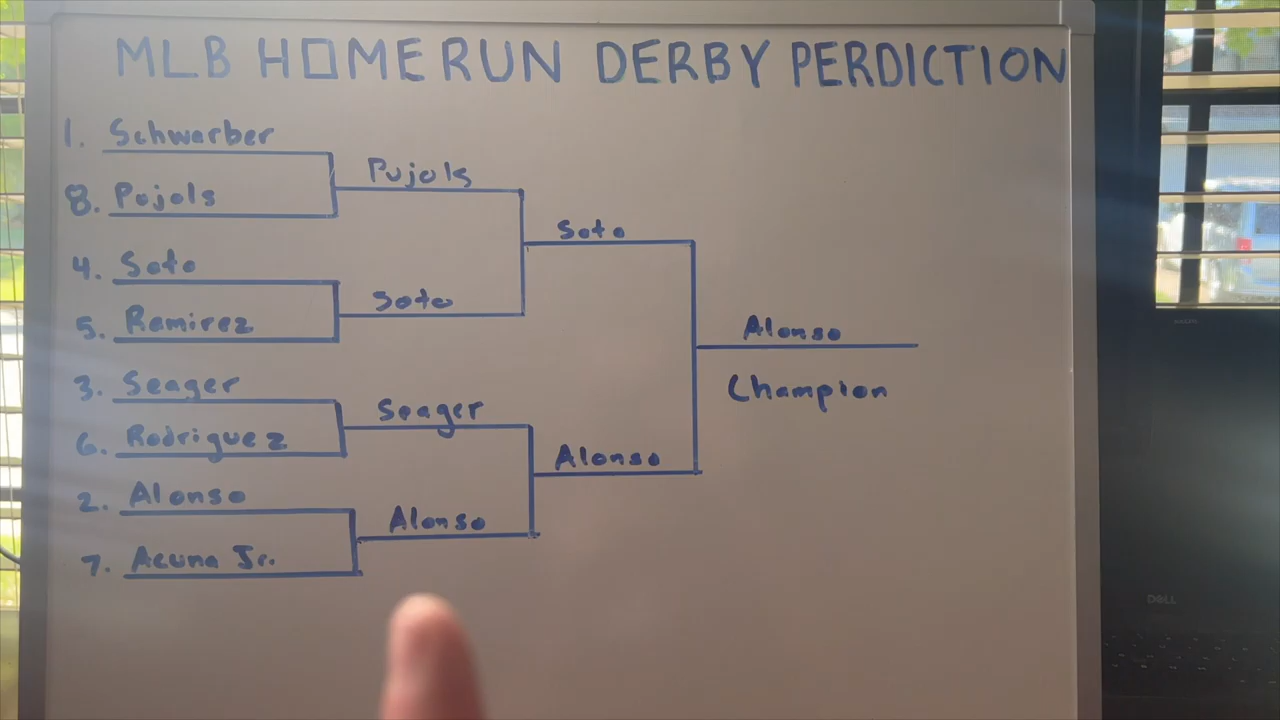 MLB HOME RUN DERBY PERDICTION
1. Schwarber
8. Pujols
Pujols
4. Soto
5. Ramirez
Soto
Soto
3. Seager
6. Rodriguez
Seager
2. Alonso
7. Acuna Jr.
Alonso
Alonso
Alonso
Champion
DELL